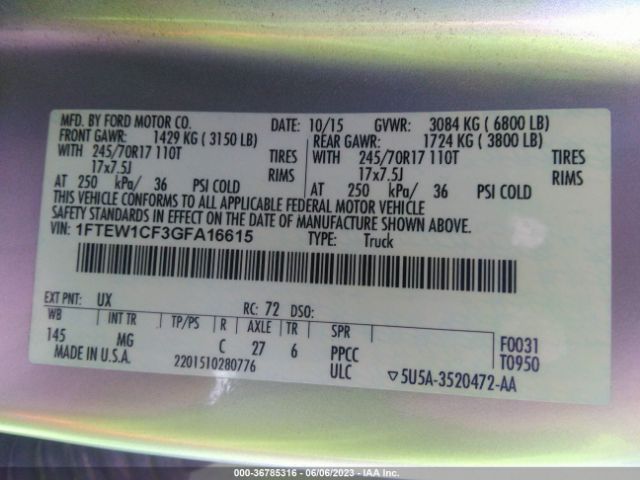 MFD. BY FORD MOTOR CO. DATE: 10/15 GVWR: 3084 KG ( 6800 LB)
FRONT GAWR: 1429 KG ( 3150 LB) REAR GAWR: 1724 KG ( 3800 LB)
WITH 245/70R17 110T TIRES WITH 245/70R17 110T TIRES
17x7.5J RIMS 17x7.5J RIMS
AT 250 kPa/ 36 PSI COLD AT 250 kPa/ 36 PSI COLD
THIS VEHICLE CONFORMS TO ALL APPLICABLE FEDERAL MOTOR VEHICLE
SAFETY STANDARDS IN EFFECT ON THE DATE OF MANUFACTURE SHOWN ABOVE.
VIN: 1FTEW1CF3GFA16615 TYPE: Truck
EXT PNT: UX RC: 72 DSO:
WB INT TR TP/PS R AXLE TR SPR F0031
145 MG C 27 6 PPCC T0950
MADE IN U.S.A. 2201510280776 ULC ▽5U5A-3520472-AA
000-36785316 - 06/06/2023 - IAA Inc.